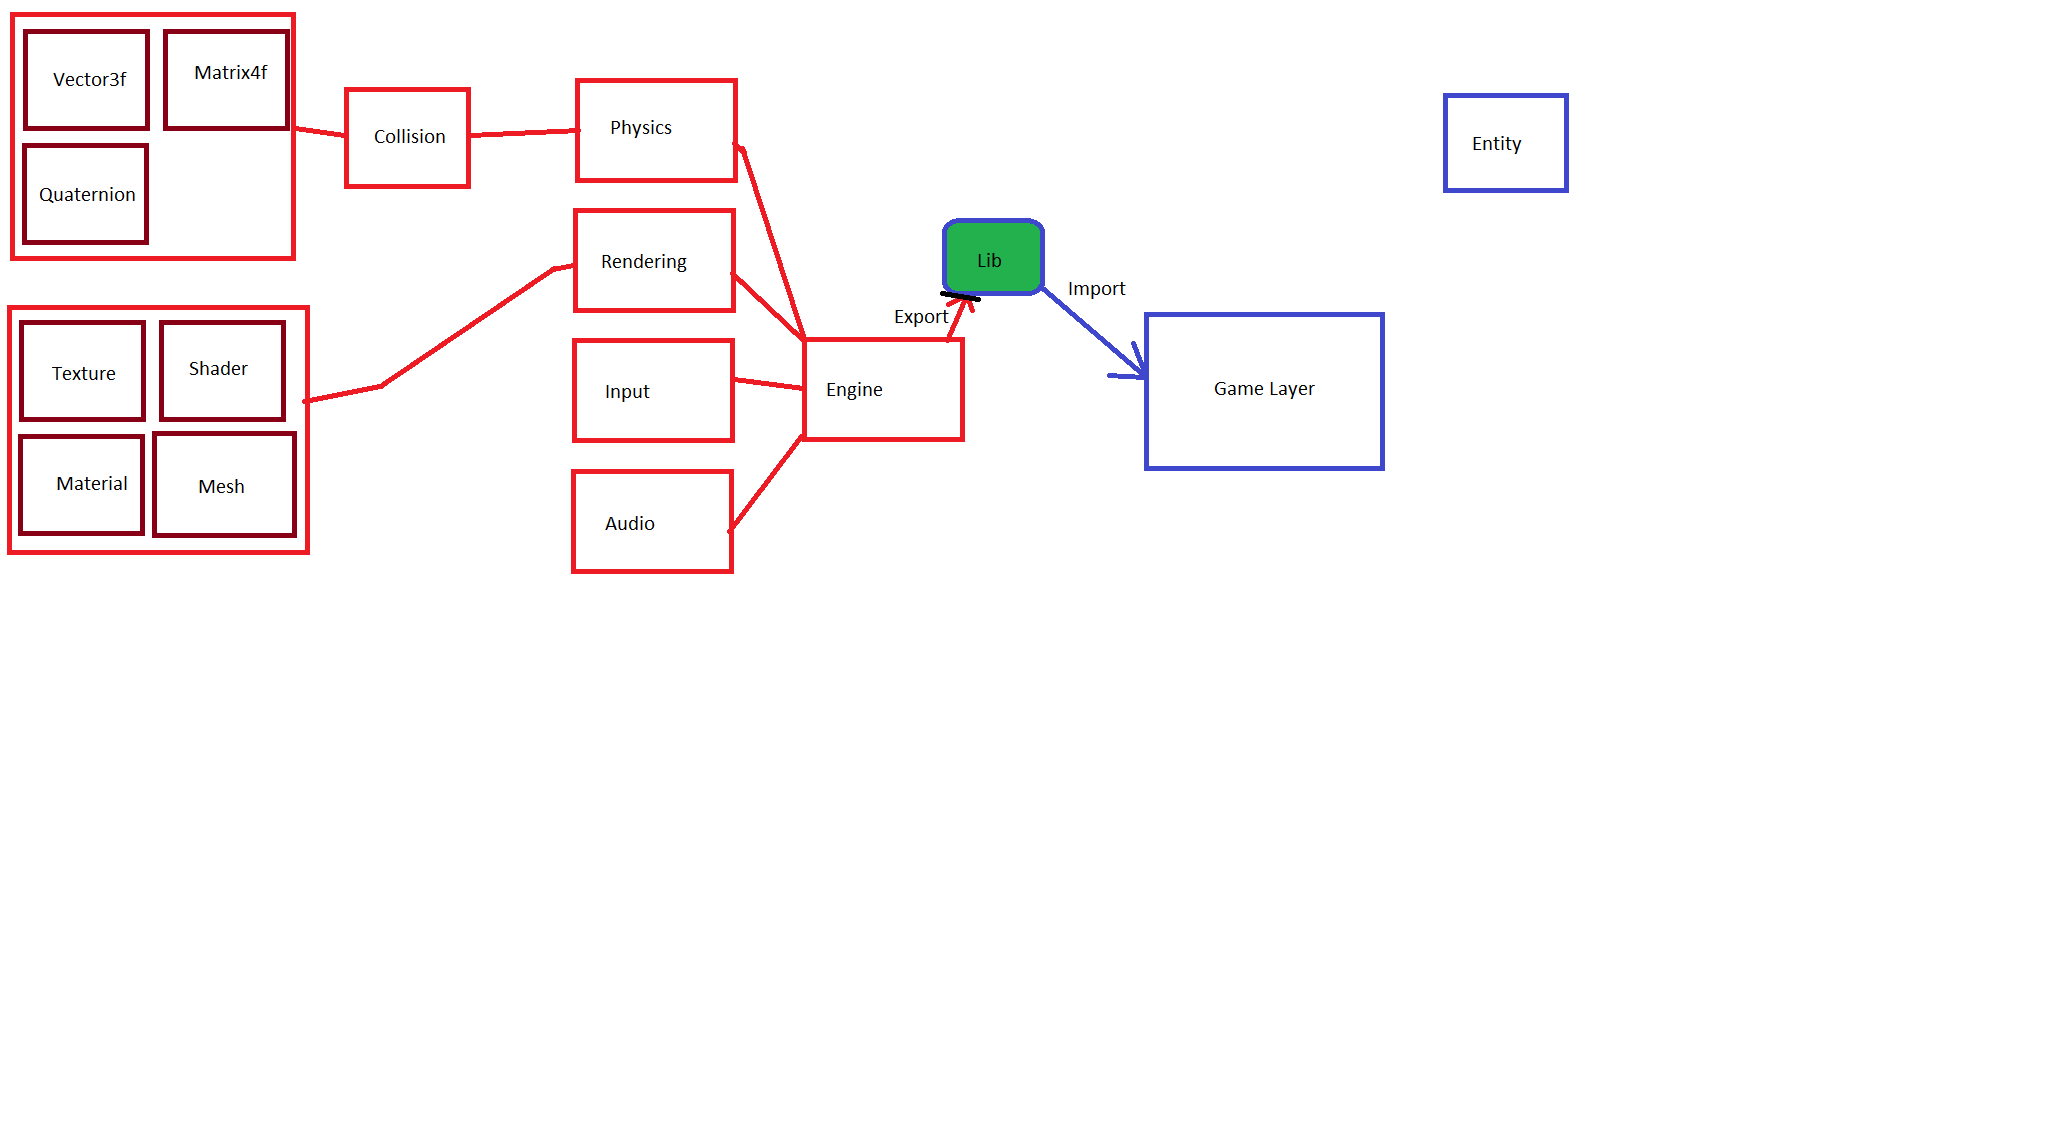 Vector3f
Matrix4f
Quaternion
Collision
Physics
Rendering
Texture
Shader
Material
Mesh
Input
Audio
Engine
Export
Lib
Import
Game Layer
Entity